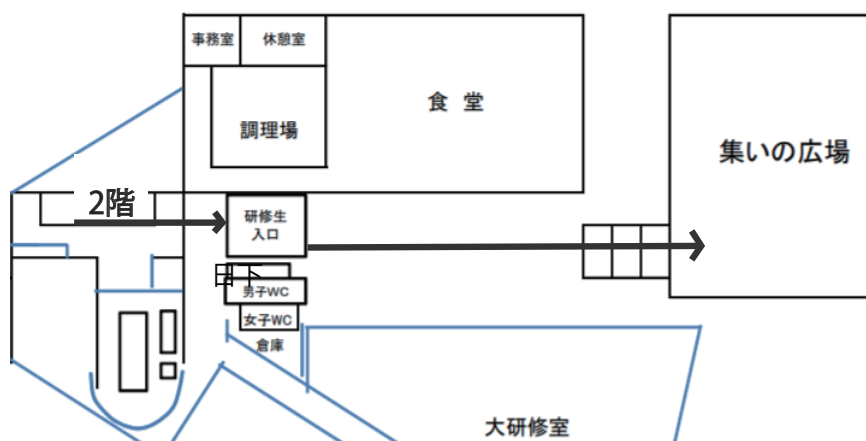 事務室
休憩室
食 堂
調理場
集いの広場
2階
研修生
入口
男子WC
女子WC
倉庫
大研修室